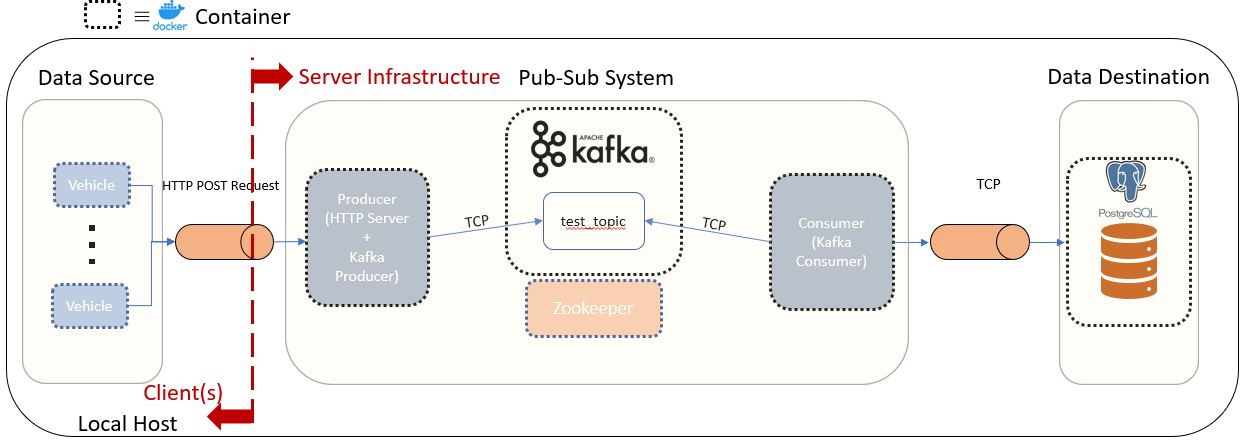 ≡ docker Container
Data Source
Server Infrastructure
Pub-Sub System
Data Destination
APACHE
kafka®
Vehicle
HTTP POST Request
Producer
(HTTP Server
+
Kafka
Producer)
TCP
test_topic
TCP
Consumer
(Kafka
Consumer)
TCP
PostgreSQL
Vehicle
Zookeeper
Client(s)
Local Host